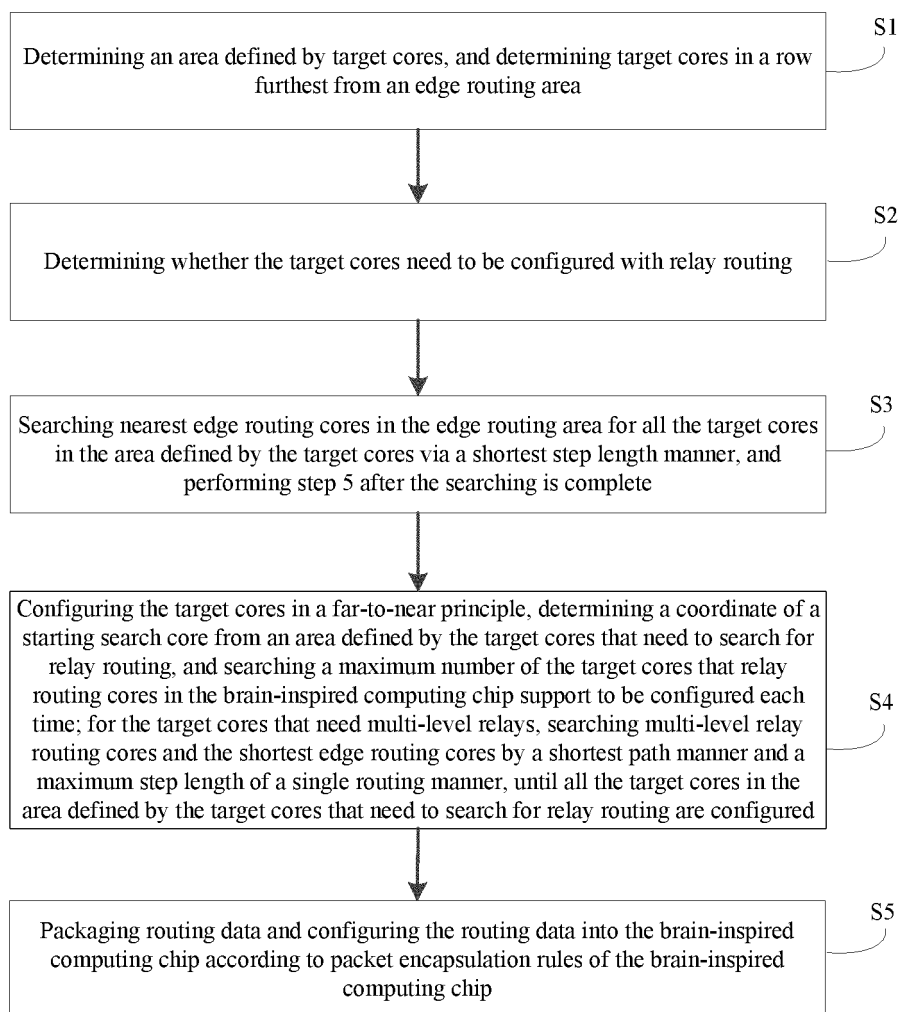 S1
Determining an area defined by target cores, and determining target cores in a row
furthest from an edge routing area
S2
Determining whether the target cores need to be configured with relay routing
S3
Searching nearest edge routing cores in the edge routing area for all the target cores
in the area defined by the target cores via a shortest step length manner, and
performing step 5 after the searching is complete
Configuring the target cores in a far-to-near principle, determining a coordinate of a
starting search core from an area defined by the target cores that need to search for
relay routing, and searching a maximum number of the target cores that relay
routing cores in the brain-inspired computing chip support to be configured each
time; for the target cores that need multi-level relays, searching multi-level relay
routing cores and the shortest edge routing cores by a shortest path manner and a
maximum step length of a single routing manner, until all the target cores in the
area defined by the target cores that need to search for relay routing are configured
S4
S5
Packaging routing data and configuring the routing data into the brain-inspired
computing chip according to packet encapsulation rules of the brain-inspired
computing chip